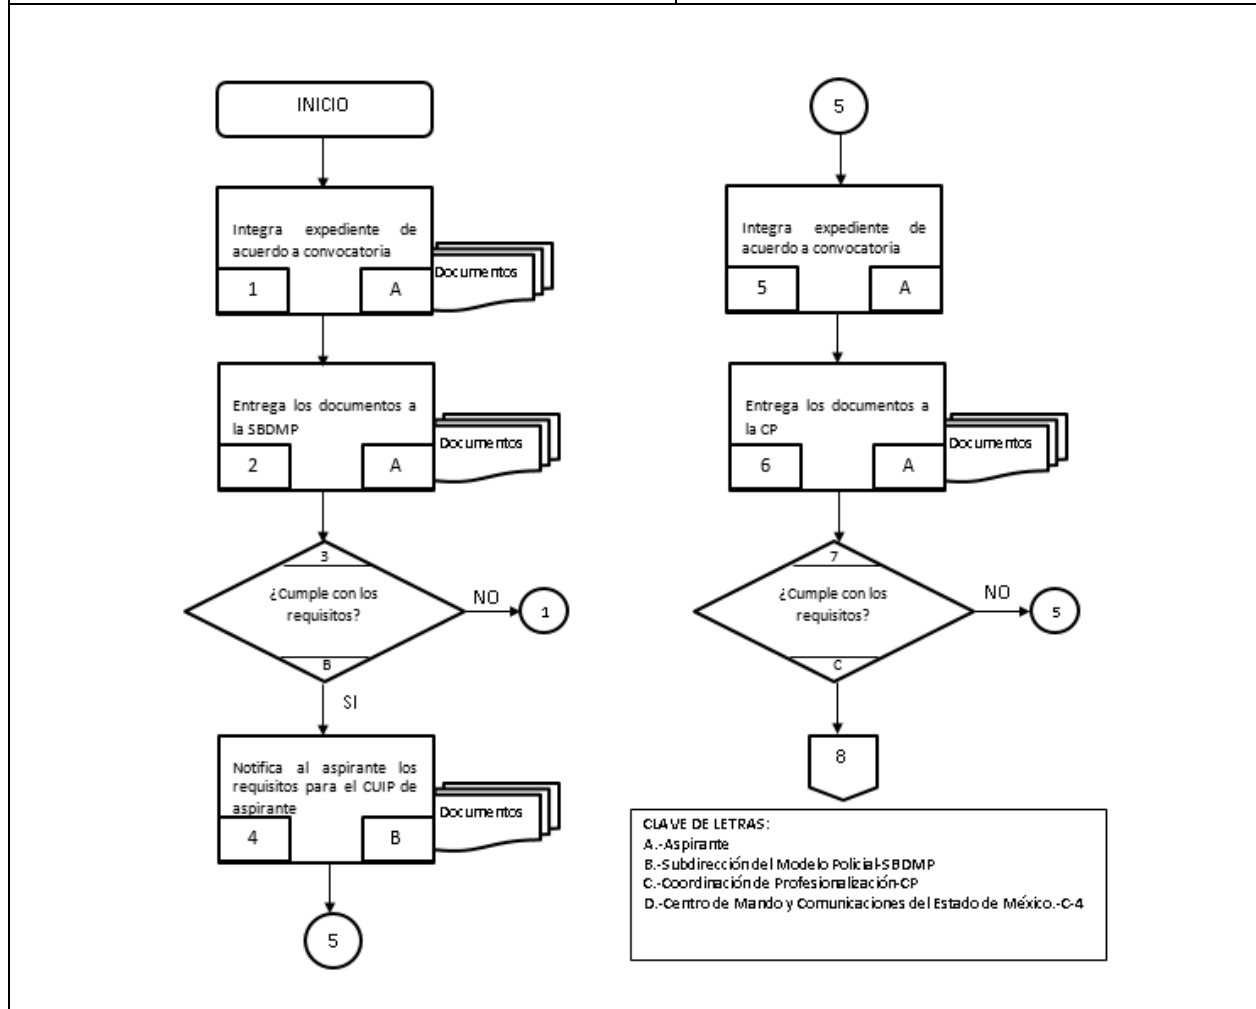 INICIO
Integra expediente de
acuerdo a convocatoria
1
A
Documentos
Entrega los documentos a
la SBDMP
2
A
Documentos
3
¿Cumple con los
requisitos?
B
NO
1
SI
Notifica al aspirante los
requisitos para el CUIP de
aspirante
4
B
Documentos
5
5
Integra expediente de
acuerdo a convocatoria
5
A
Entrega los documentos a
la CP
6
A
Documentos
7
¿Cumple con los
requisitos?
C
NO
5
8
CLAVE DE LETRAS:
A.-Aspirante
B.-Subdirección del Modelo Policial-SBDMP
C.-Coordinación de Profesionalización-CP
D.-Centro de Mando y Comunicaciones del Estado de México.-C-4